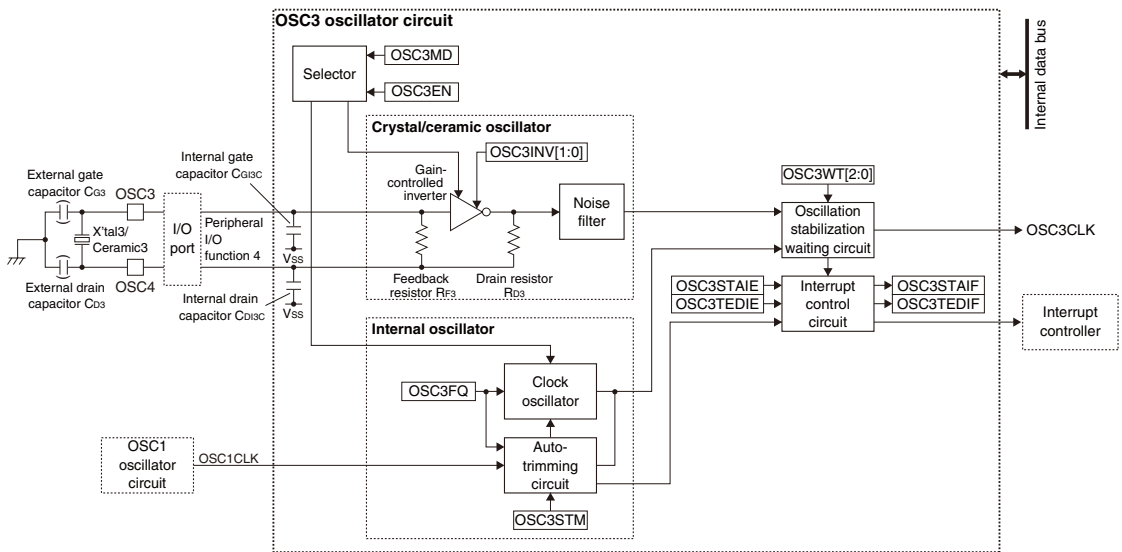 OSC3 oscillator circuit
Internal data bus
Selector
OSC3MD
OSC3EN
Crystal/ceramic oscillator
OSC3INV[1:0]
Gain-
controlled
inverter
Noise
filter
Feedback
resistor RF3
Drain resistor
RD3
Internal gate
capacitor CGI3C
External gate
capacitor CG3
OSC3
X'tal3/
Ceramic3
I/O
port
Peripheral
I/O
function 4
VSS
External drain
capacitor CD3
OSC4
Internal drain
capacitor CDI3C
VSS
OSC3WT[2:0]
Oscillation
stabilization
waiting circuit
OSC3CLK
OSC3STAIE
OSC3TEDIE
Interrupt
control
circuit
OSC3STAIF
OSC3TEDIF
Interrupt
controller
Internal oscillator
OSC3FQ
Clock
oscillator
Auto-
trimming
circuit
OSC3STM
OSC1
oscillator
circuit
OSC1CLK